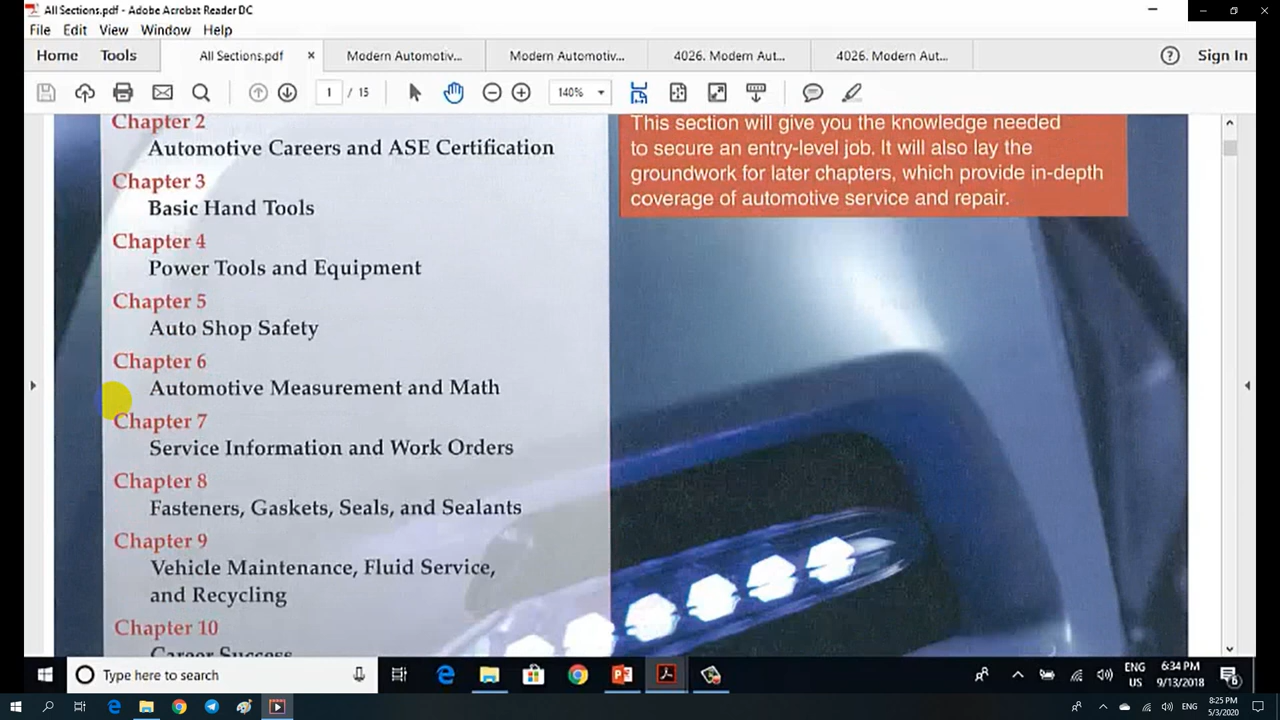 All Sections.pdf - Adobe Acrobat Reader DC
File Edit View Window Help
Home Tools All Sections.pdf × Modern Automotiv... Modern Automotiv... 4026. Modern Aut... 4026. Modern Aut... Sign In
1 / 15 140%
Chapter 2
Automotive Careers and ASE Certification
Chapter 3
Basic Hand Tools
Chapter 4
Power Tools and Equipment
Chapter 5
Auto Shop Safety
Chapter 6
Automotive Measurement and Math
Chapter 7
Service Information and Work Orders
Chapter 8
Fasteners, Gaskets, Seals, and Sealants
Chapter 9
Vehicle Maintenance, Fluid Service,
and Recycling
Chapter 10
Career Success
This section will give you the knowledge needed
to secure an entry-level job. It will also lay the
groundwork for later chapters, which provide in-depth
coverage of automotive service and repair.
Type here to search
ENG
US
6:34 PM
9/13/2018
ENG
8:25 PM
5/3/2020